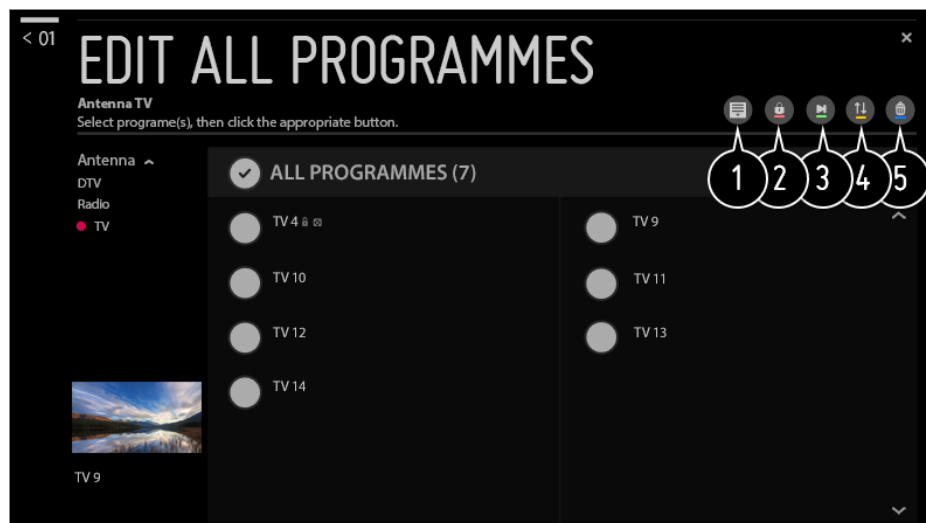 < 01
EDIT ALL PROGRAMMES
Antenna TV
Select programe(s), then click the appropriate button.
1 2 3 4 5
Antenna
DTV
Radio
TV
ALL PROGRAMMES (7)
TV 4
TV 9
TV 10
TV 11
TV 12
TV 13
TV 14
TV 9